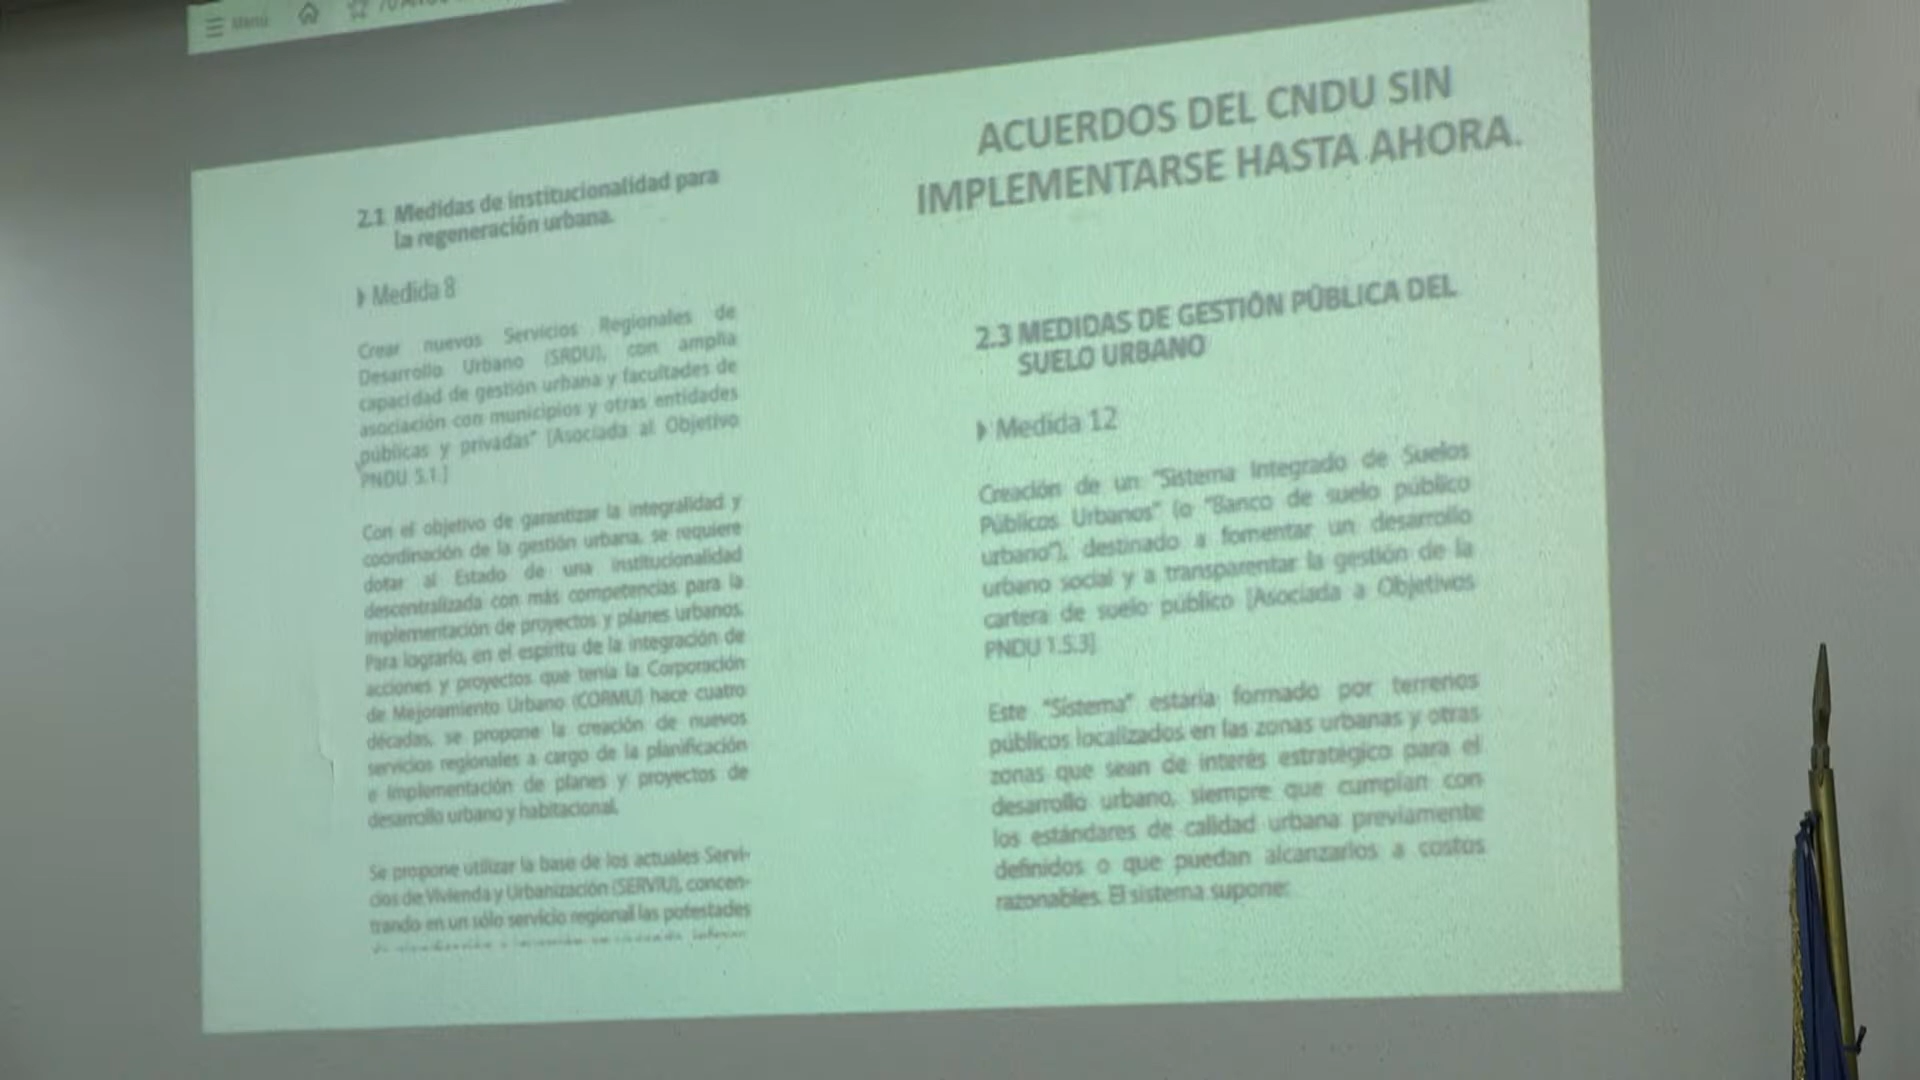 Menú
2.1 Medidas de institucionalidad para
la regeneración urbana.
Medida 8
Crear nuevos Servicios Regionales de
Desarrollo Urbano (SRDU), con amplia
capacidad de gestión urbana y facultades de
asociación con municipios y otras entidades
públicas y privadas" [Asociada al Objetivo
PNDU 5.1.]
Con el objetivo de garantizar la integralidad y
coordinación de la gestión urbana, se requiere
dotar al Estado de una institucionalidad
descentralizada con más competencias para la
implementación de proyectos y planes urbanos.
Para lograrlo, en el espíritu de la integración de
acciones y proyectos que tenía la Corporación
de Mejoramiento Urbano (CORMU) hace cuatro
décadas, se propone la creación de nuevos
servicios regionales a cargo de la planificación
e implementación de planes y proyectos de
desarrollo urbano y habitacional.
Se propone utilizar la base de los actuales Servi-
cios de Vivienda y Urbanización (SERVIU), concen-
trando en un sólo servicio regional las potestades
ACUERDOS DEL CNDU SIN
IMPLEMENTARSE HASTA AHORA.
2.3 MEDIDAS DE GESTIÓN PÚBLICA DEL
SUELO URBANO
Medida 12
Creación de un "Sistema Integrado de Suelos
Públicos Urbanos" (o "Banco de suelo público
urbano"), destinado a fomentar un desarrollo
urbano social y a transparentar la gestión de la
cartera de suelo público [Asociada a Objetivos
PNDU 1.5.3]
Este "Sistema" estaría formado por terrenos
públicos localizados en las zonas urbanas y otras
zonas que sean de interés estratégico para el
desarrollo urbano, siempre que cumplan con
los estándares de calidad urbana previamente
definidos o que puedan alcanzarlos a costos
razonables. El sistema supone: